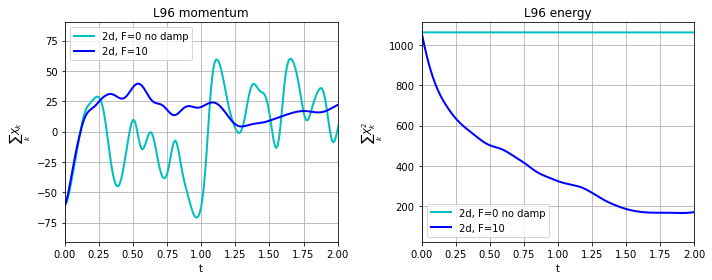 L96 momentum
2d, F=0 no damp
2d, F=10
75
50
25
0
−25
−50
−75
∑ Xₖ
k
0.00 0.25 0.50 0.75 1.00 1.25 1.50 1.75 2.00
t
L96 energy
1000
800
600
400
200
∑ Xₖ²
k
2d, F=0 no damp
2d, F=10
0.00 0.25 0.50 0.75 1.00 1.25 1.50 1.75 2.00
t